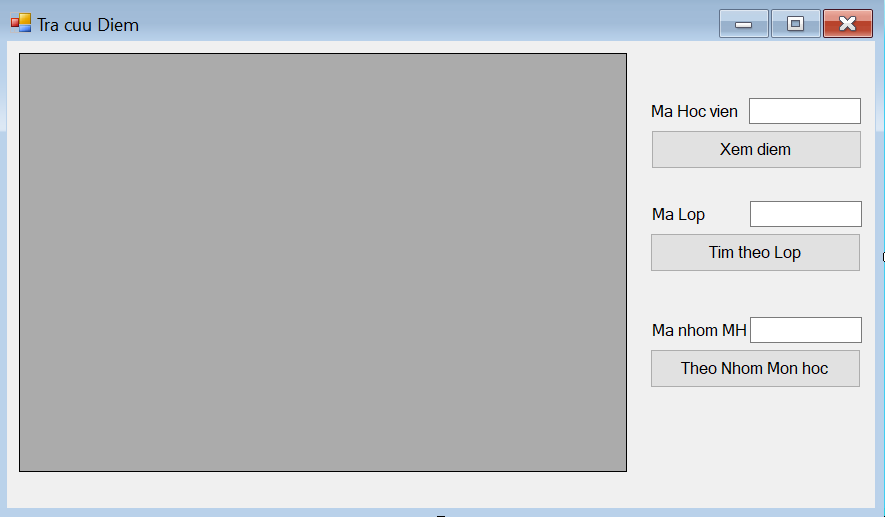 Tra cuu Diem
Ma Hoc vien
Xem diem
Ma Lop
Tim theo Lop
Ma nhom MH
Theo Nhom Mon hoc